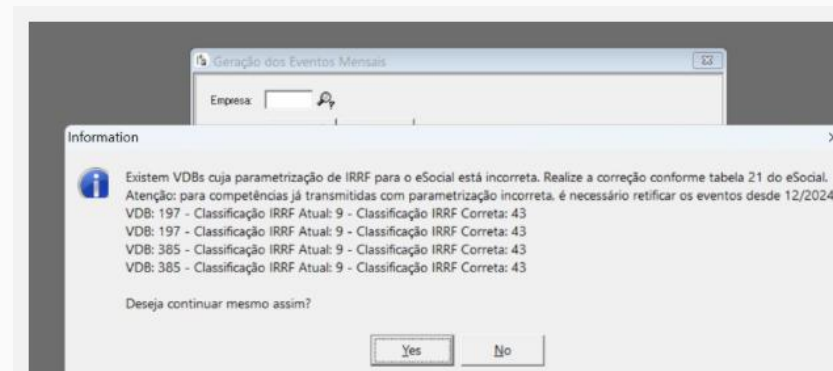 Geração dos Eventos Mensais
Empresa:
Information
Existem VDBs cuja parametrização de IRRF para o eSocial está incorreta. Realize a correção conforme tabela 21 do eSocial.
Atenção: para competências já transmitidas com parametrização incorreta, é necessário retificar os eventos desde 12/2024
VDB: 197 - Classificação IRRF Atual: 9 - Classificação IRRF Correta: 43
VDB: 197 - Classificação IRRF Atual: 9 - Classificação IRRF Correta: 43
VDB: 385 - Classificação IRRF Atual: 9 - Classificação IRRF Correta: 43
VDB: 385 - Classificação IRRF Atual: 9 - Classificação IRRF Correta: 43
Deseja continuar mesmo assim?
Yes No